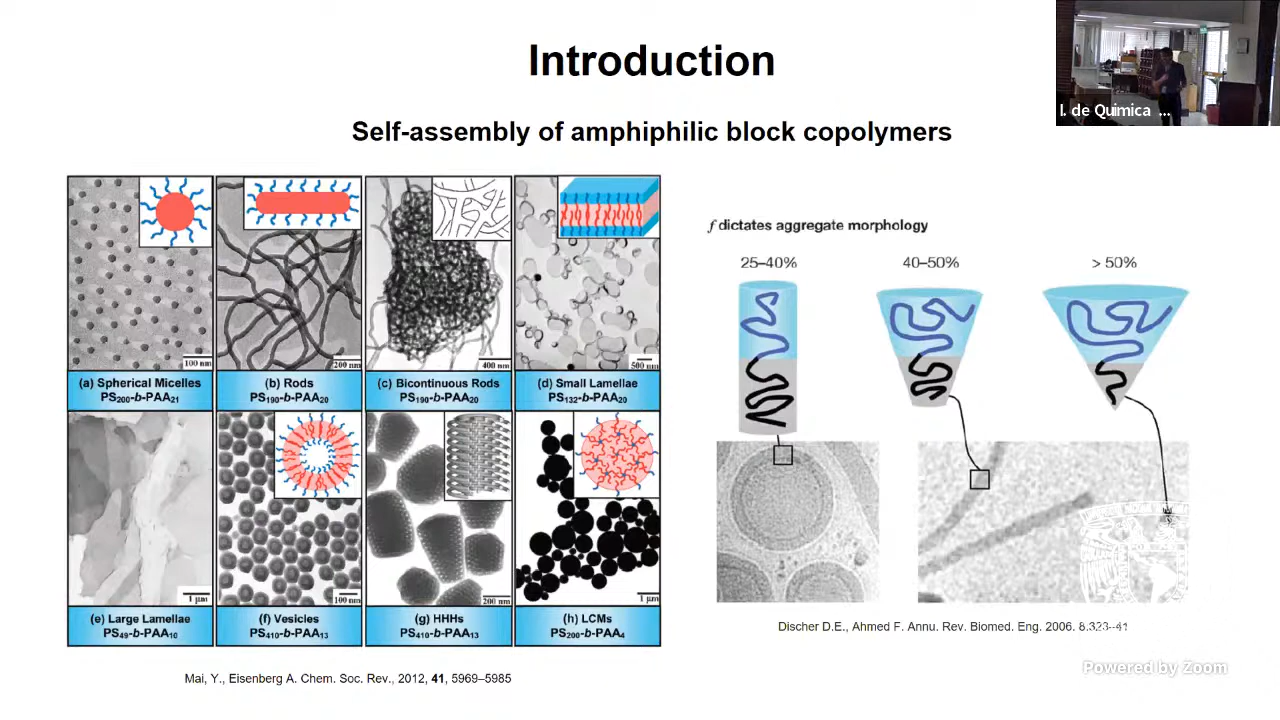 Introduction
I. de Quimica ...
Self-assembly of amphiphilic block copolymers
100 nm
200 nm
400 nm
500 nm
(a) Spherical Micelles
PS200-b-PAA21
(b) Rods
PS190-b-PAA20
(c) Bicontinuous Rods
PS190-b-PAA20
(d) Small Lamellae
PS132-b-PAA20
1 µm
100 nm
200 nm
1 µm
(e) Large Lamellae
PS49-b-PAA10
(f) Vesicles
PS410-b-PAA13
(g) HHHs
PS410-b-PAA13
(h) LCMs
PS200-b-PAA4
Mai, Y., Eisenberg A. Chem. Soc. Rev., 2012, 41, 5969–5985
f dictates aggregate morphology
25–40%
40–50%
> 50%
Discher D.E., Ahmed F. Annu. Rev. Biomed. Eng. 2006. 8:323–41
Powered by Zoom